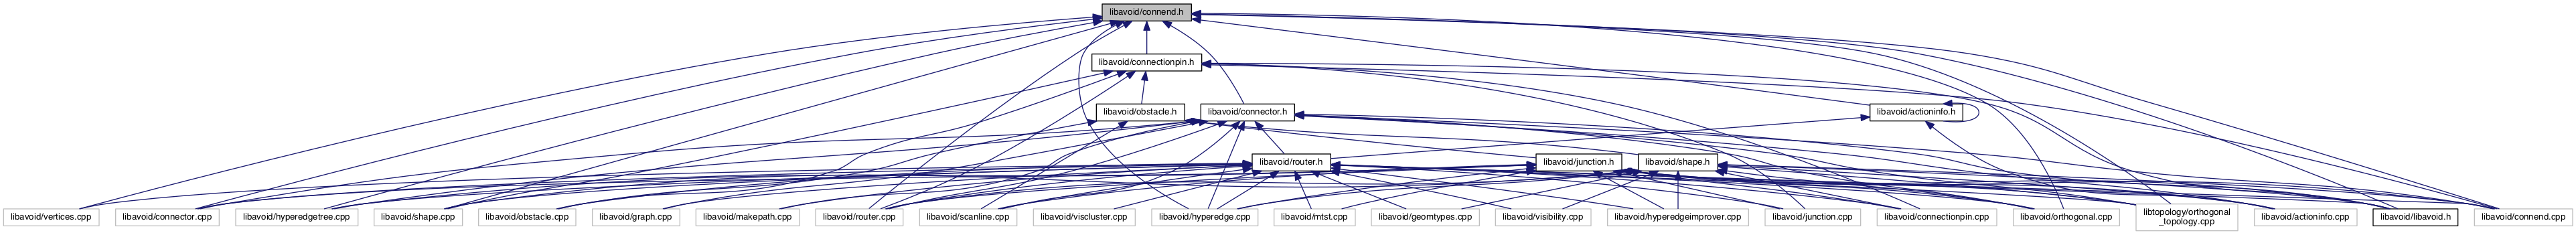 libavoid/connend.h
libavoid/connectionpin.h
libavoid/obstacle.h
libavoid/connector.h
libavoid/actioninfo.h
libavoid/router.h
libavoid/junction.h
libavoid/shape.h
libavoid/vertices.cpp
libavoid/connector.cpp
libavoid/hyperedgetree.cpp
libavoid/shape.cpp
libavoid/obstacle.cpp
libavoid/graph.cpp
libavoid/makepath.cpp
libavoid/router.cpp
libavoid/scanline.cpp
libavoid/viscluster.cpp
libavoid/hyperedge.cpp
libavoid/mtst.cpp
libavoid/geomtypes.cpp
libavoid/visibility.cpp
libavoid/hyperedgeimprover.cpp
libavoid/junction.cpp
libavoid/connectionpin.cpp
libavoid/orthogonal.cpp
libtopology/orthogonal
_topology.cpp
libavoid/actioninfo.cpp
libavoid/libavoid.h
libavoid/connend.cpp